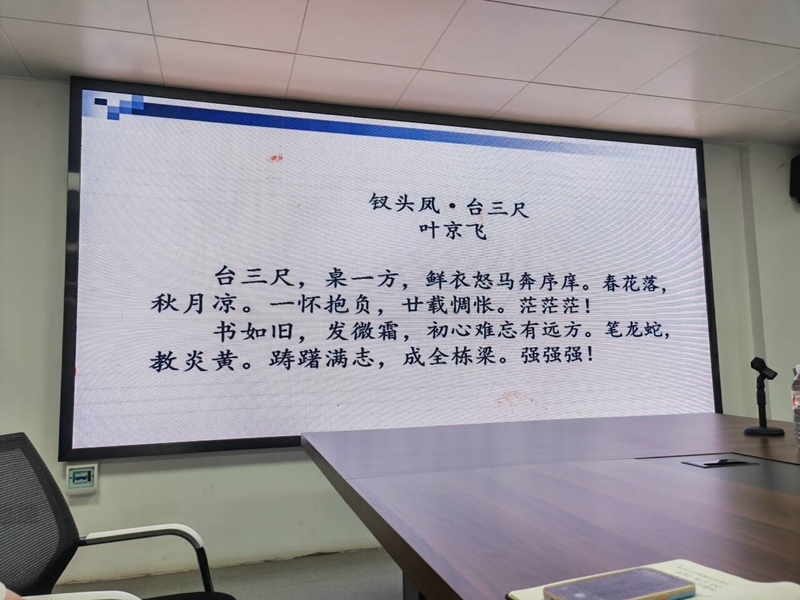 钗头凤·台三尺
叶京飞
台三尺，桌一方，鲜衣怒马奔序庠。春花落，
秋月凉。一怀抱负，廿载惆怅。茫茫茫！
书如旧，发微霜，初心难忘有远方。笔龙蛇，
教炎黄。踌躇满志，成全栋梁。强强强！